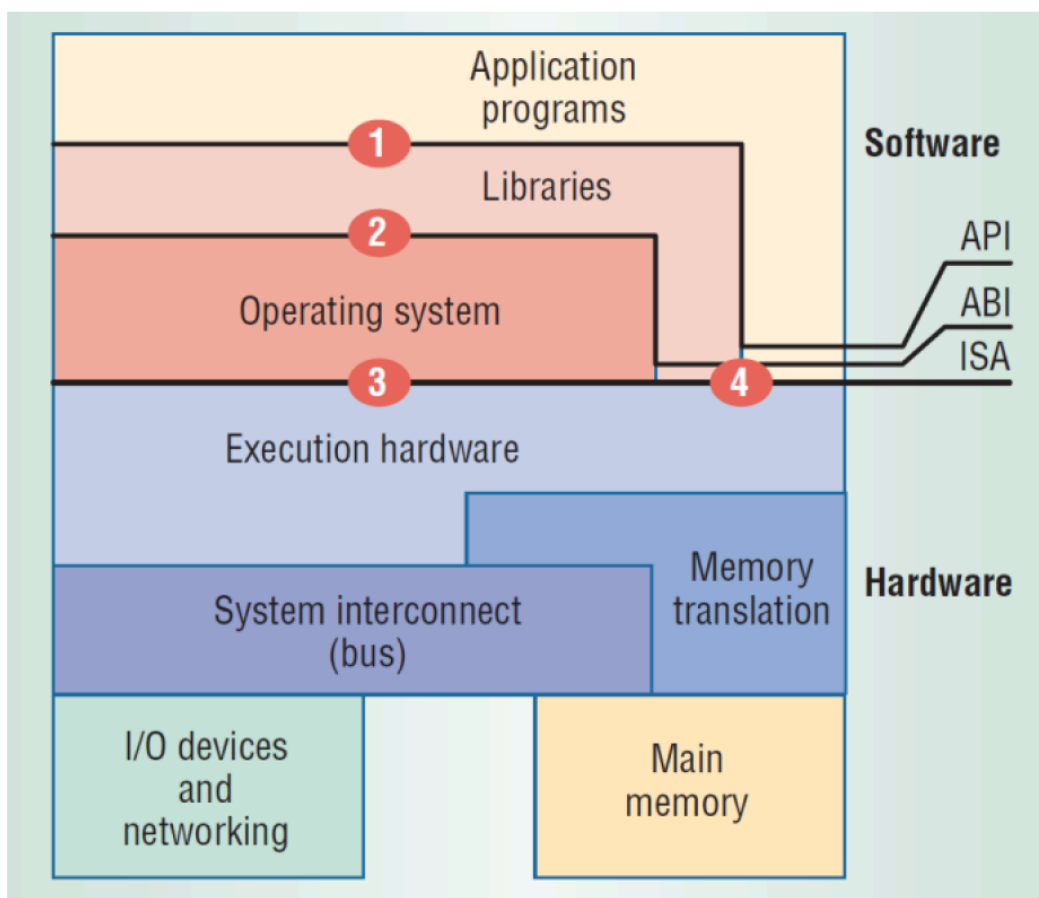 Application
programs
1
Software
Libraries
2
API
Operating system
ABI
ISA
3
4
Execution hardware
Memory
translation
Hardware
System interconnect
(bus)
I/O devices
and
networking
Main
memory